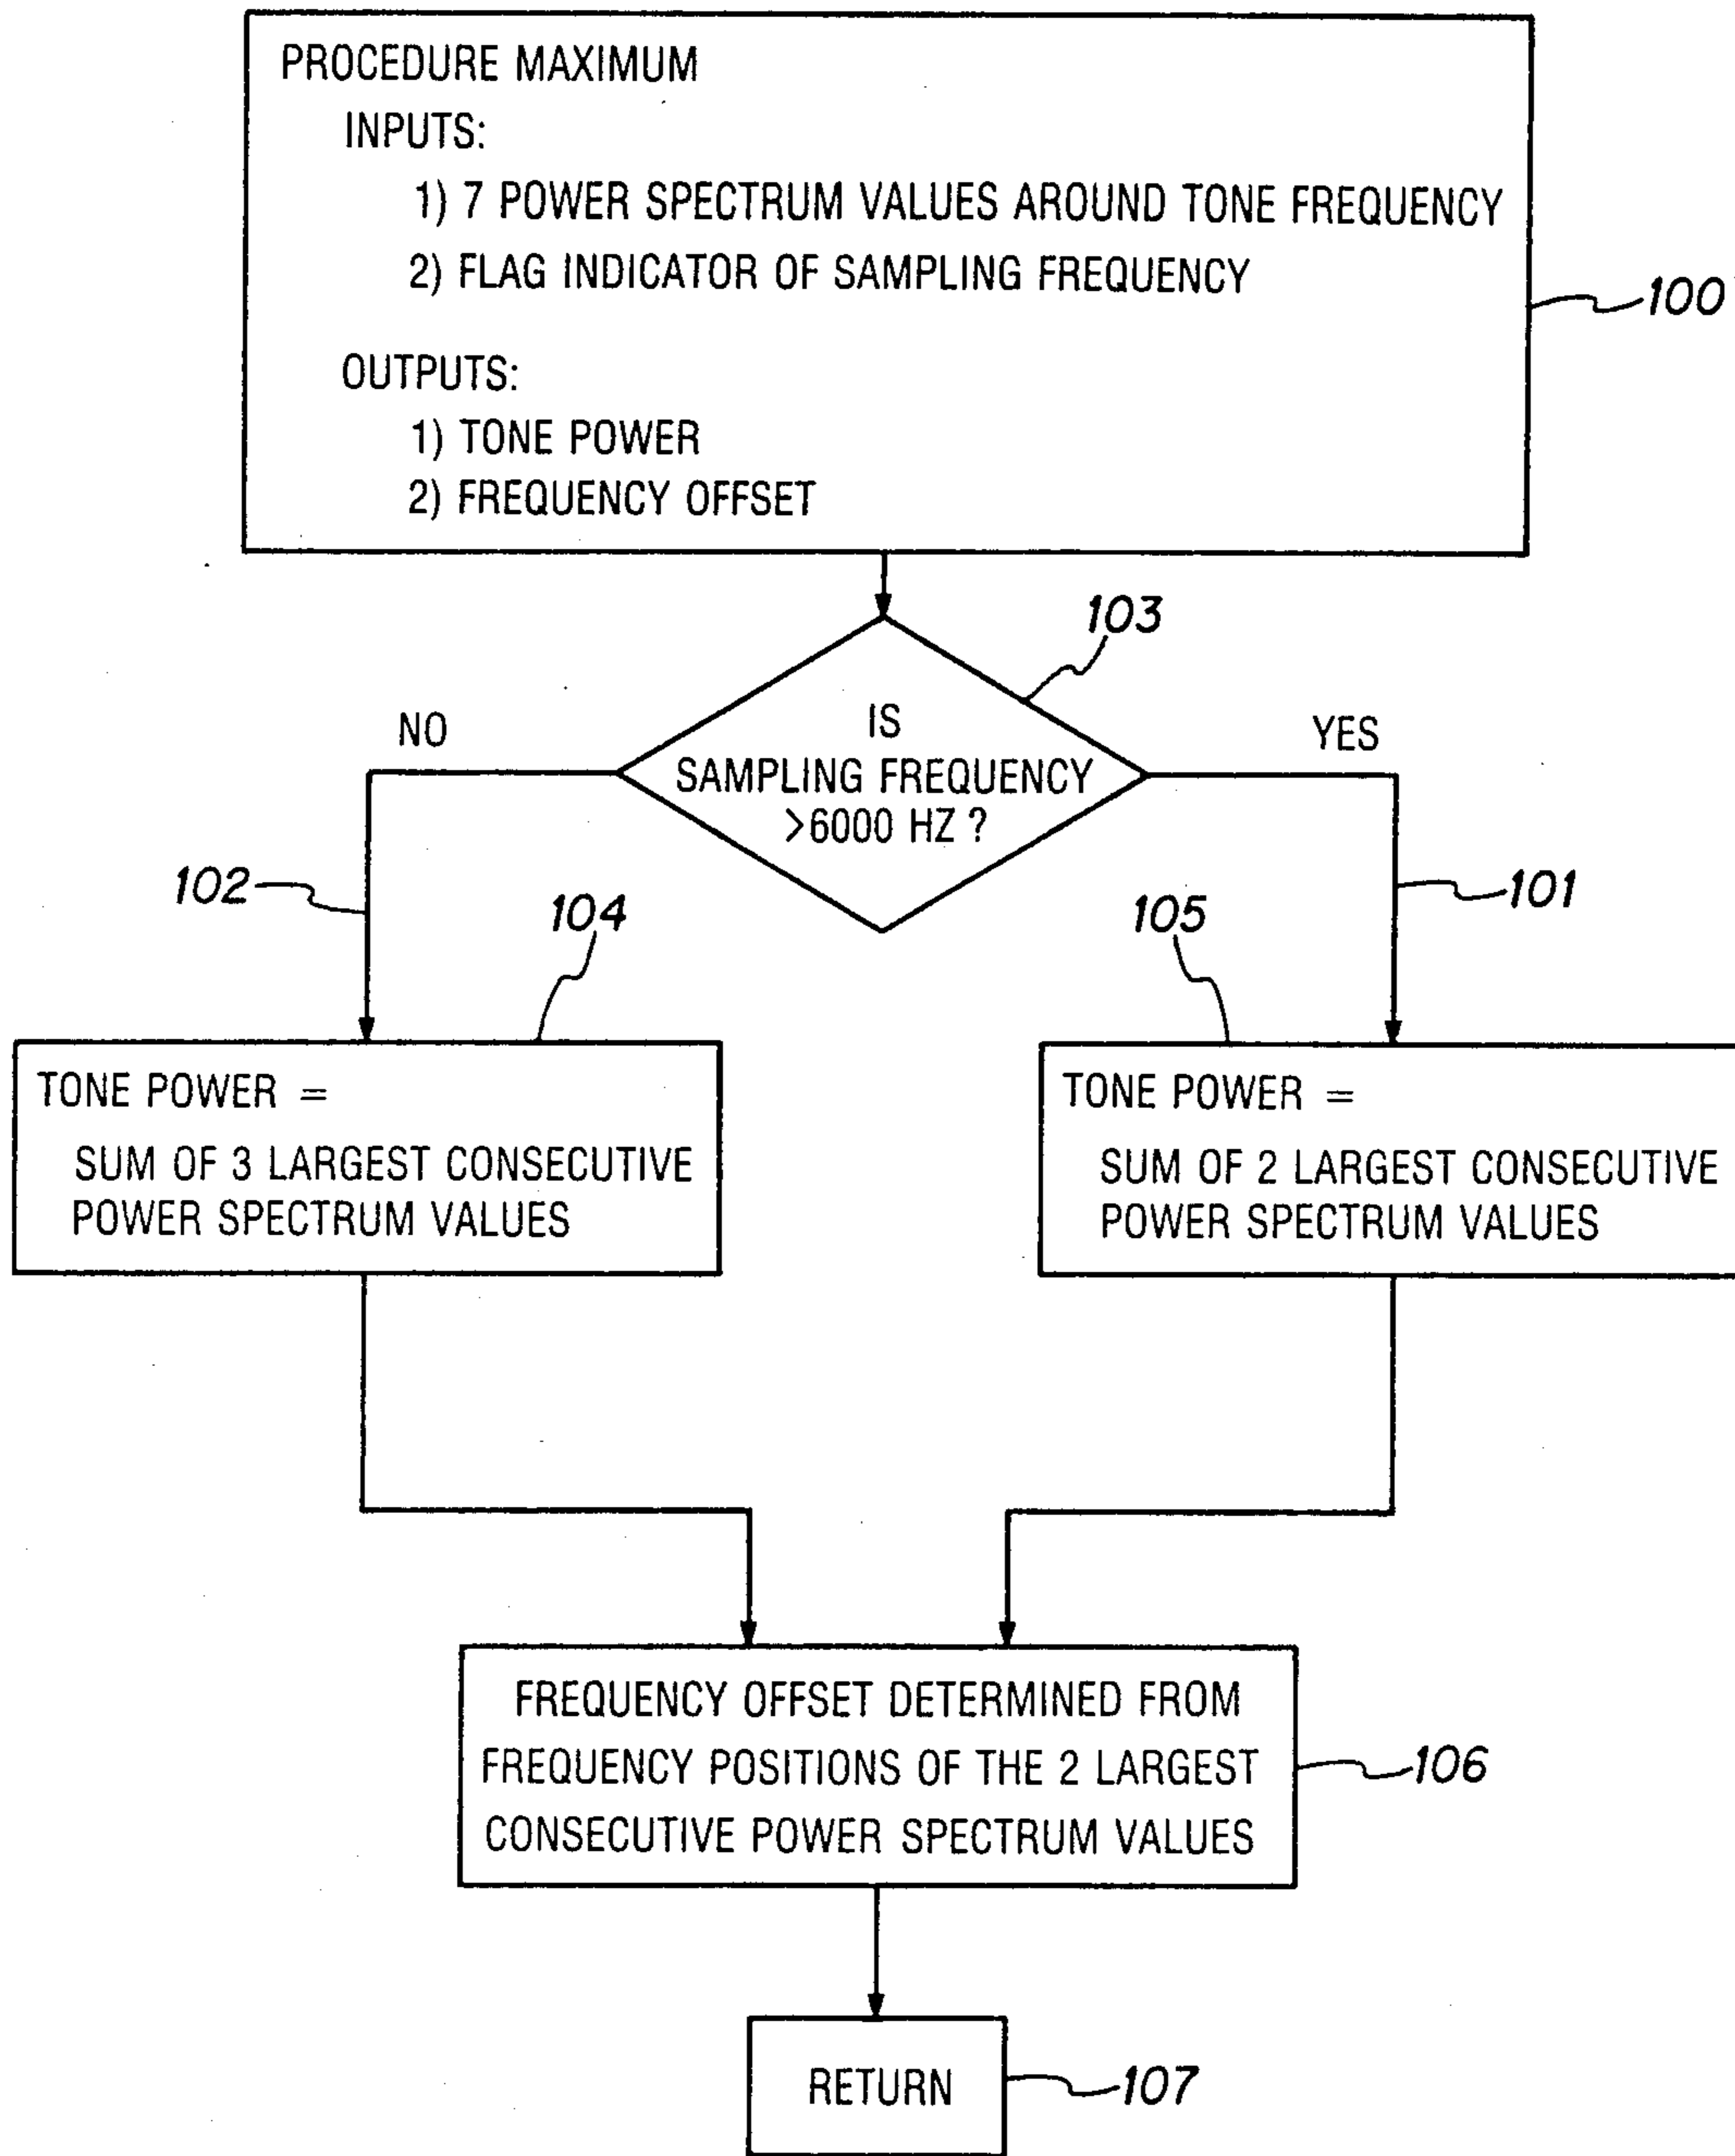 PROCEDURE MAXIMUM
INPUTS:
1) 7 POWER SPECTRUM VALUES AROUND TONE FREQUENCY
2) FLAG INDICATOR OF SAMPLING FREQUENCY
100
OUTPUTS:
1) TONE POWER
2) FREQUENCY OFFSET
103
NO
IS
SAMPLING FREQUENCY
>6000 HZ ?
YES
102
104
105
101
TONE POWER =
SUM OF 3 LARGEST CONSECUTIVE
POWER SPECTRUM VALUES
TONE POWER =
SUM OF 2 LARGEST CONSECUTIVE
POWER SPECTRUM VALUES
FREQUENCY OFFSET DETERMINED FROM
FREQUENCY POSITIONS OF THE 2 LARGEST
CONSECUTIVE POWER SPECTRUM VALUES
106
RETURN
107